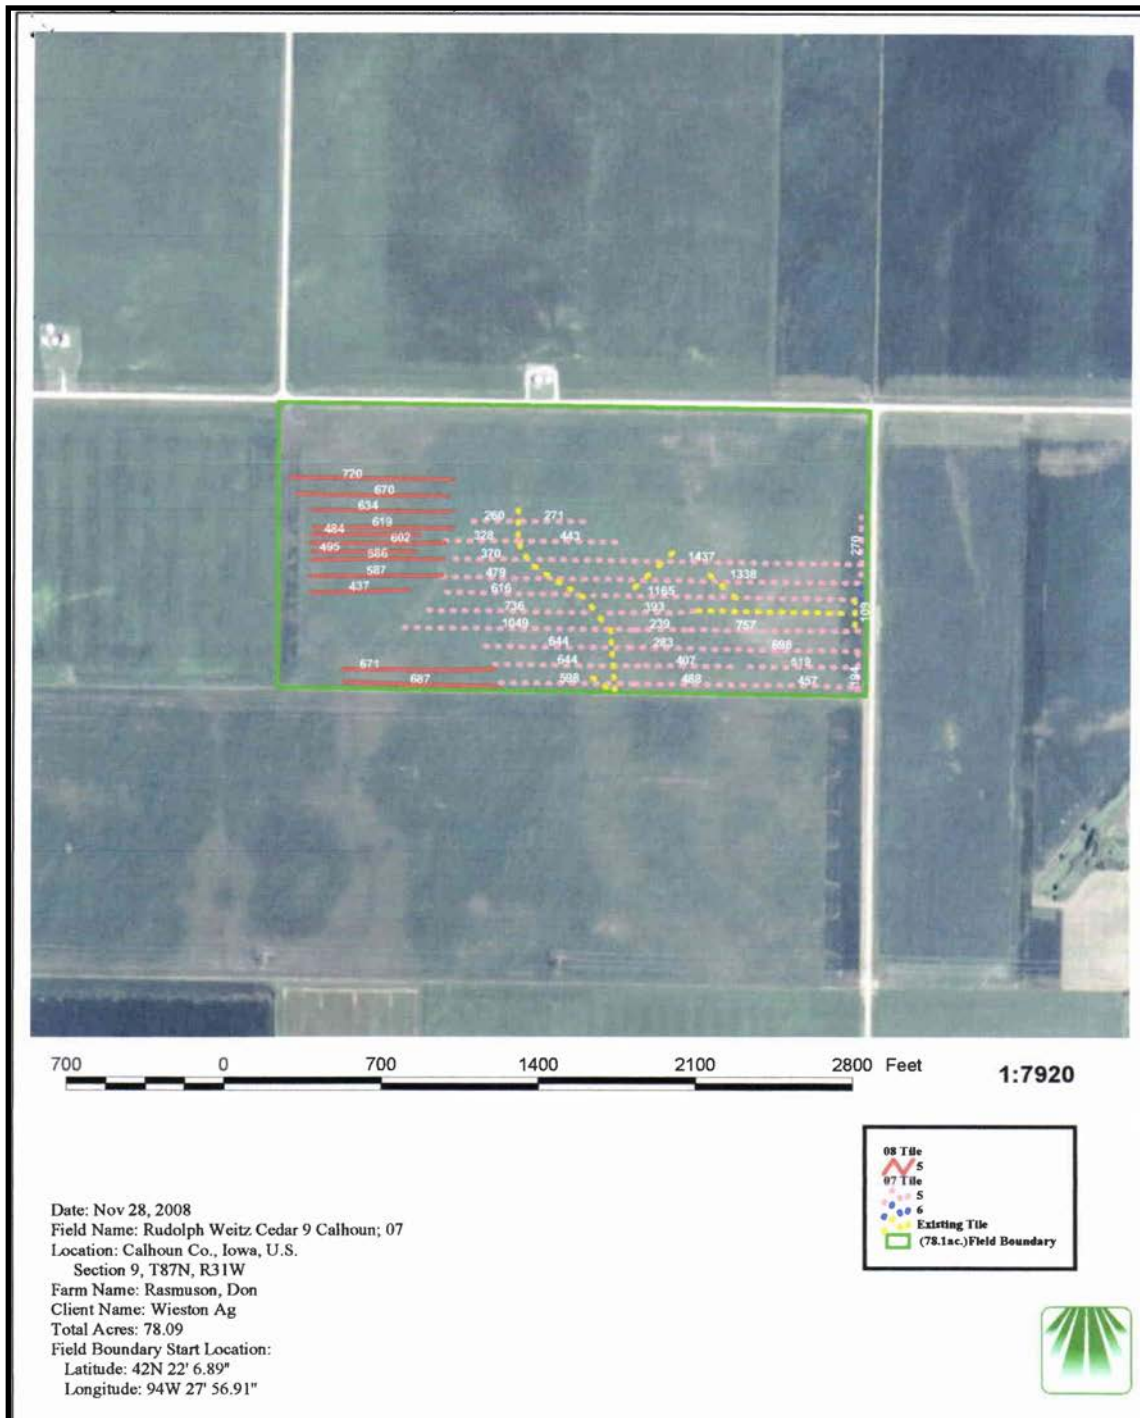 720
670
634
619
484
602
495
586
587
437
260 271
328 443
370 1437
479 1338
616 1165
736 393
1049 239 757
644 283 698
644 407
671
687 598 488 457
270
109
194
700 0 700 1400 2100 2800 Feet
1:7920
08 Tile
5
07 Tile
5
6
Existing Tile
(78.1ac.)Field Boundary
Date: Nov 28, 2008
Field Name: Rudolph Weitz Cedar 9 Calhoun; 07
Location: Calhoun Co., Iowa, U.S.
Section 9, T87N, R31W
Farm Name: Rasmuson, Don
Client Name: Wieston Ag
Total Acres: 78.09
Field Boundary Start Location:
Latitude: 42N 22' 6.89"
Longitude: 94W 27' 56.91"